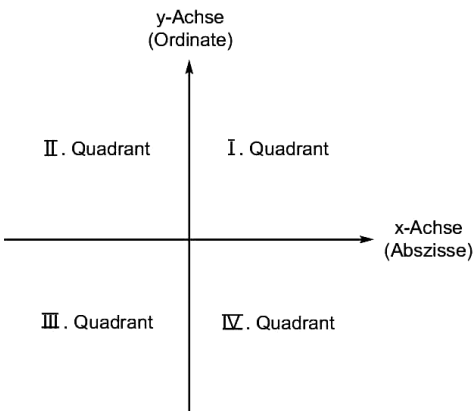 y-Achse
(Ordinate)
II. Quadrant
I. Quadrant
x-Achse
(Abszisse)
III. Quadrant
IV. Quadrant